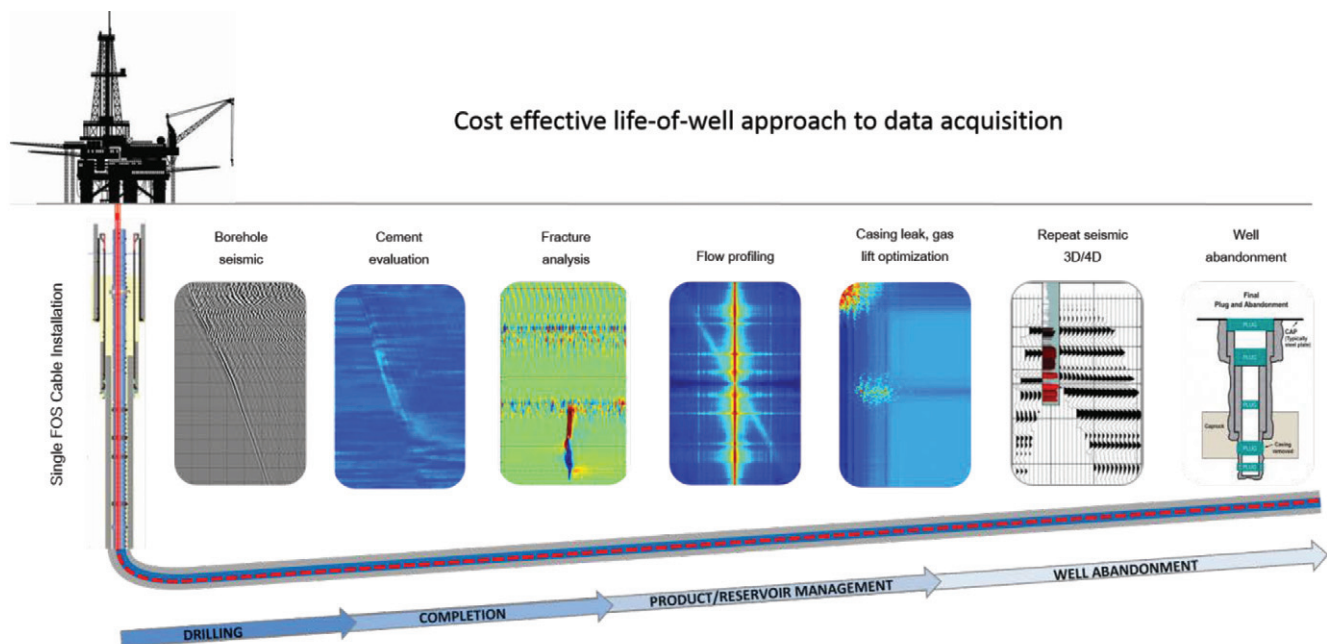 Cost effective life-of-well approach to data acquisition
Single FOS Cable Installation
Borehole
seismic
Cement
evaluation
Fracture
analysis
Flow profiling
Casing leak, gas
lift optimization
Repeat seismic
3D/4D
Well
abandonment
Final
Plug and Abandonment
PLUG
CAP
(Typically
steel plate)
PLUG
PLUG
Caprock
PLUG
Casing
removed
PLUG
DRILLING
COMPLETION
PRODUCT/RESERVOIR MANAGEMENT
WELL ABANDONMENT